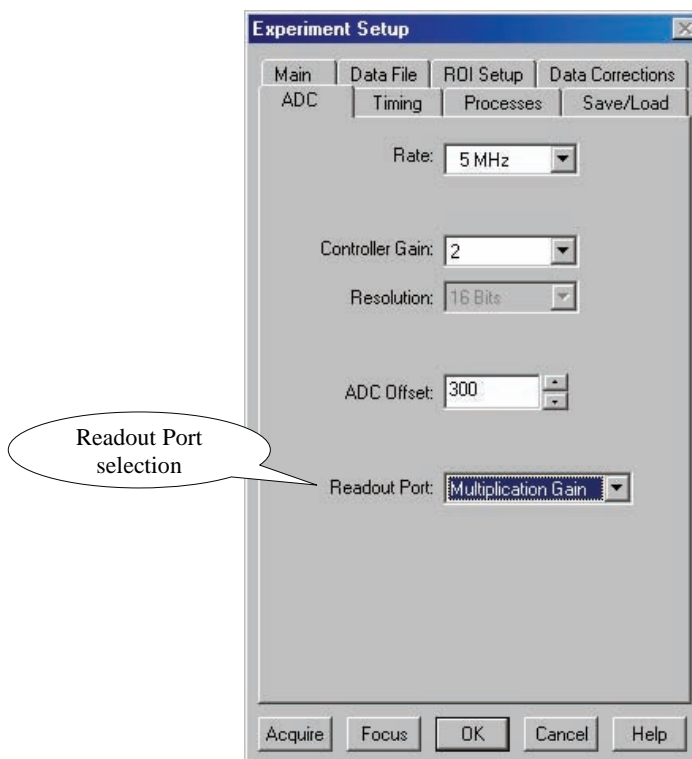 Experiment Setup
Main Data File ROI Setup Data Corrections
ADC Timing Processes Save/Load
Rate: 5 MHz
Controller Gain: 2
Resolution: 16 Bits
ADC Offset: 300
Readout Port
selection
Readout Port: Multiplication Gain
Acquire Focus OK Cancel Help